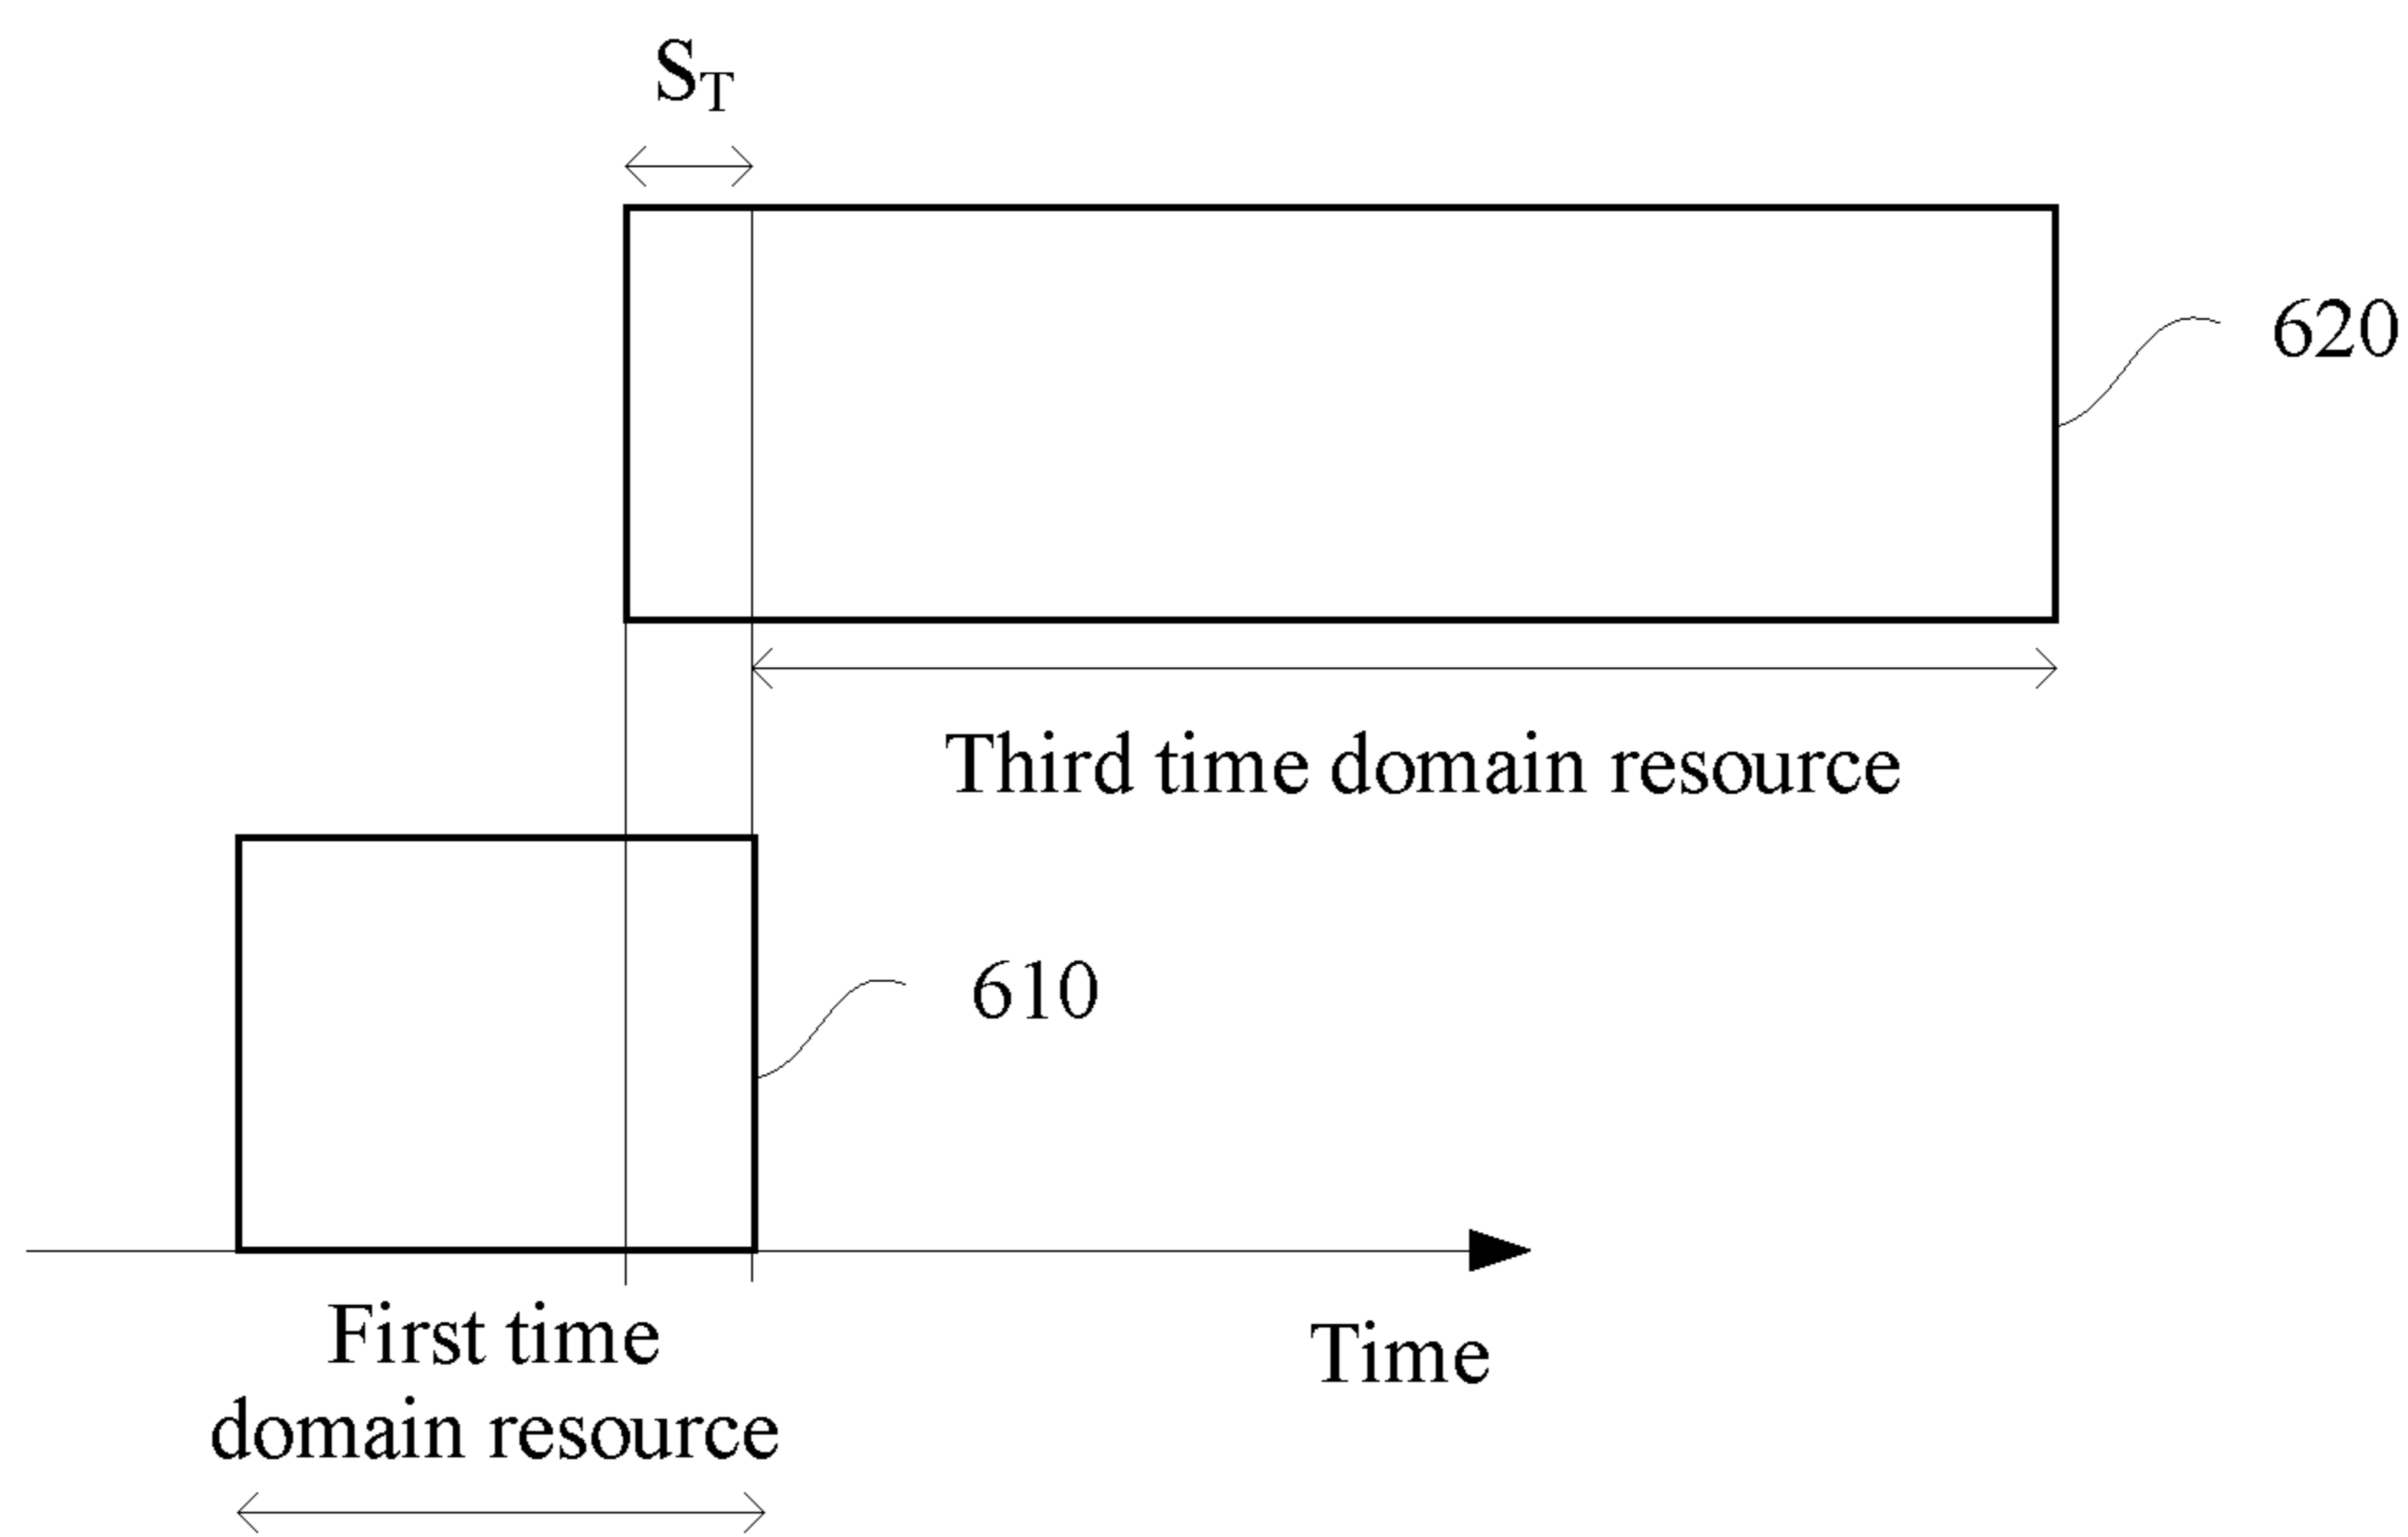 S_T
620
Third time domain resource
610
First time
domain resource
Time